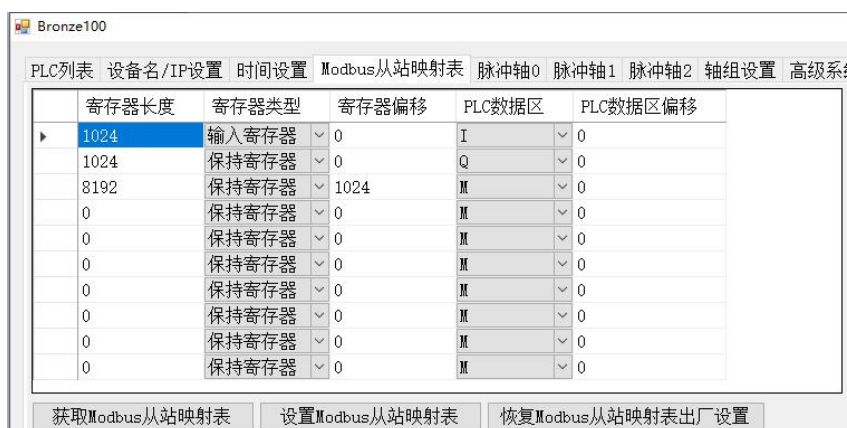 Bronze100
PLC列表 设备名/IP设置 时间设置 Modbus从站映射表 脉冲轴0 脉冲轴1 脉冲轴2 轴组设置 高级系
寄存器长度 寄存器类型 寄存器偏移 PLC数据区 PLC数据区偏移
1024 输入寄存器 0 I 0
1024 保持寄存器 0 Q 0
8192 保持寄存器 1024 M 0
0 保持寄存器 0 M 0
0 保持寄存器 0 M 0
0 保持寄存器 0 M 0
0 保持寄存器 0 M 0
0 保持寄存器 0 M 0
0 保持寄存器 0 M 0
0 保持寄存器 0 M 0
获取Modbus从站映射表 设置Modbus从站映射表 恢复Modbus从站映射表出厂设置